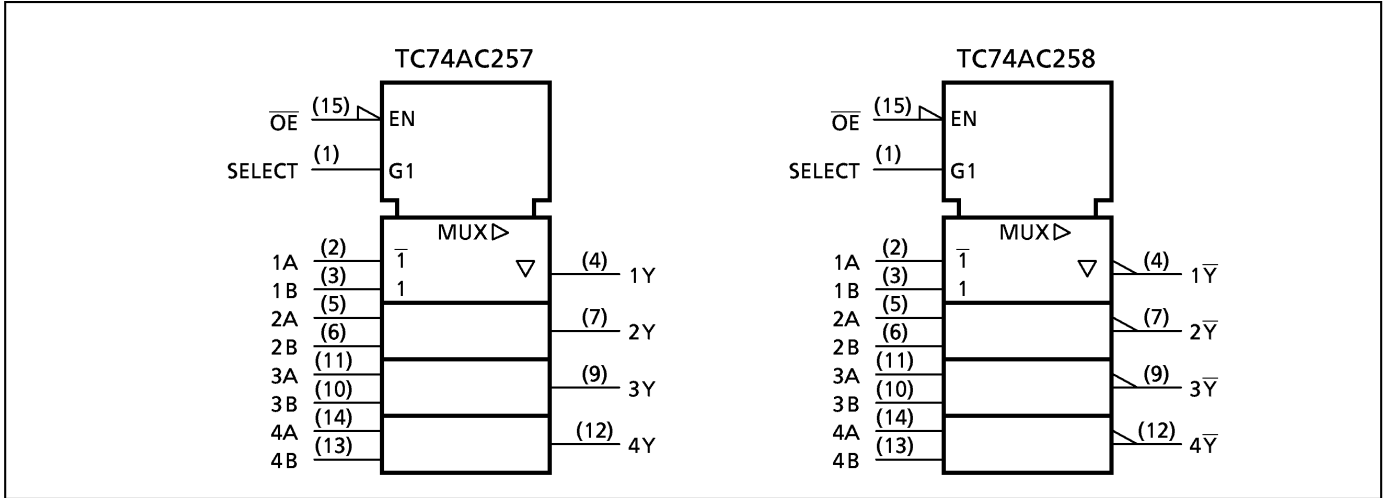 TC74AC257
O̅E̅ (15) EN
SELECT (1) G1
MUX▷
1A (2) 1̅ ▽ (4) 1Y
1B (3) 1
2A (5) (7) 2Y
2B (6)
3A (11) (9) 3Y
3B (10)
4A (14) (12) 4Y
4B (13)
TC74AC258
O̅E̅ (15) EN
SELECT (1) G1
MUX▷
1A (2) 1̅ ▽ (4) 1Y̅
1B (3) 1
2A (5) (7) 2Y̅
2B (6)
3A (11) (9) 3Y̅
3B (10)
4A (14) (12) 4Y̅
4B (13)